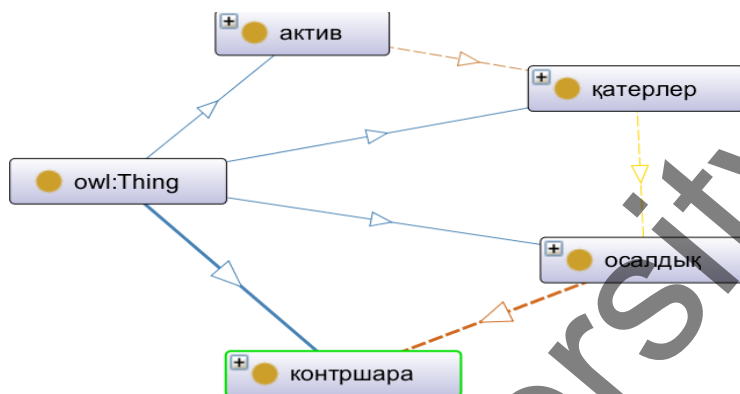 актив
қатерлер
owl:Thing
осалдық
контршара